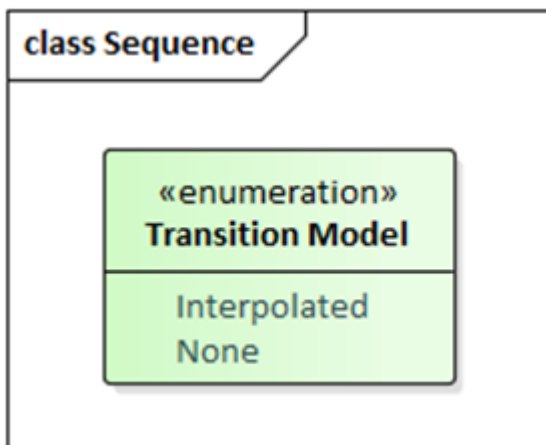 class Sequence
«enumeration»
Transition Model
Interpolated
None